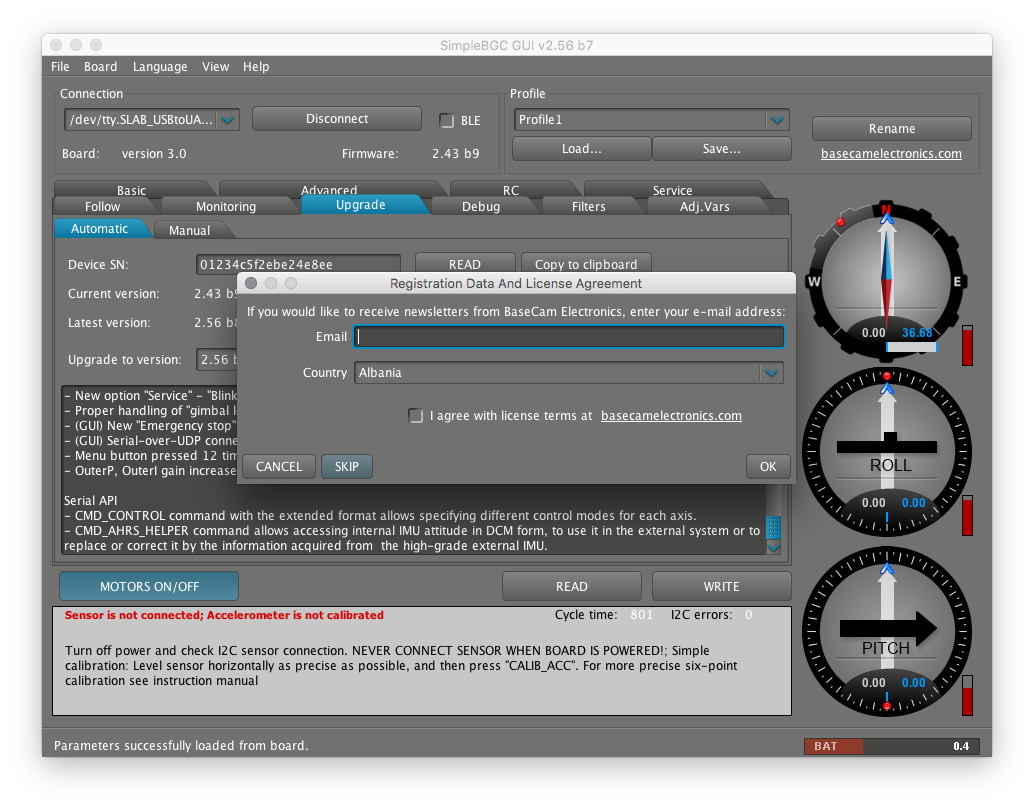 SimpleBGC GUI v2.56 b7
File Board Language View Help
Connection
/dev/tty.SLAB_USBtoUA...
Disconnect
BLE
Board: version 3.0 Firmware: 2.43 b9
Profile
Profile1
Load... Save...
Rename
basecamelectronics.com
Basic Advanced RC Service
Follow Monitoring Upgrade Debug Filters Adj.Vars
Automatic Manual
Device SN: 01234c5f2ebe24e8ee READ Copy to clipboard
Current version: 2.43
Latest version: 2.56
Upgrade to version: 2.56
Registration Data And License Agreement
If you would like to receive newsletters from BaseCam Electronics, enter your e-mail address:
Email
Country Albania
I agree with license terms at basecamelectronics.com
CANCEL SKIP OK
- New option "Service" - "Blink
- Proper handling of "gimbal
- (GUI) New "Emergency stop"
- (GUI) Serial-over-UDP
- Menu button pressed 12
- OuterP, OuterI gain increase
Serial API
- CMD_CONTROL command with the extended format allows specifying different control modes for each axis.
- CMD_AHRS_HELPER command allows accessing internal IMU attitude in DCM form, to use it in the external system or to
replace or correct it by the information acquired from the high-grade external IMU.
MOTORS ON/OFF READ WRITE
Sensor is not connected; Accelerometer is not calibrated Cycle time: 801 I2C errors: 0
Turn off power and check I2C sensor connection. NEVER CONNECT SENSOR WHEN BOARD IS POWERED!; Simple
calibration: Level sensor horizontally as precise as possible, and then press "CALIB_ACC". For more precise six-point
calibration see instruction manual
N
W E
0.00 36.68
ROLL
0.00 0.00
PITCH
0.00 0.00
Parameters successfully loaded from board.
BAT 0.4